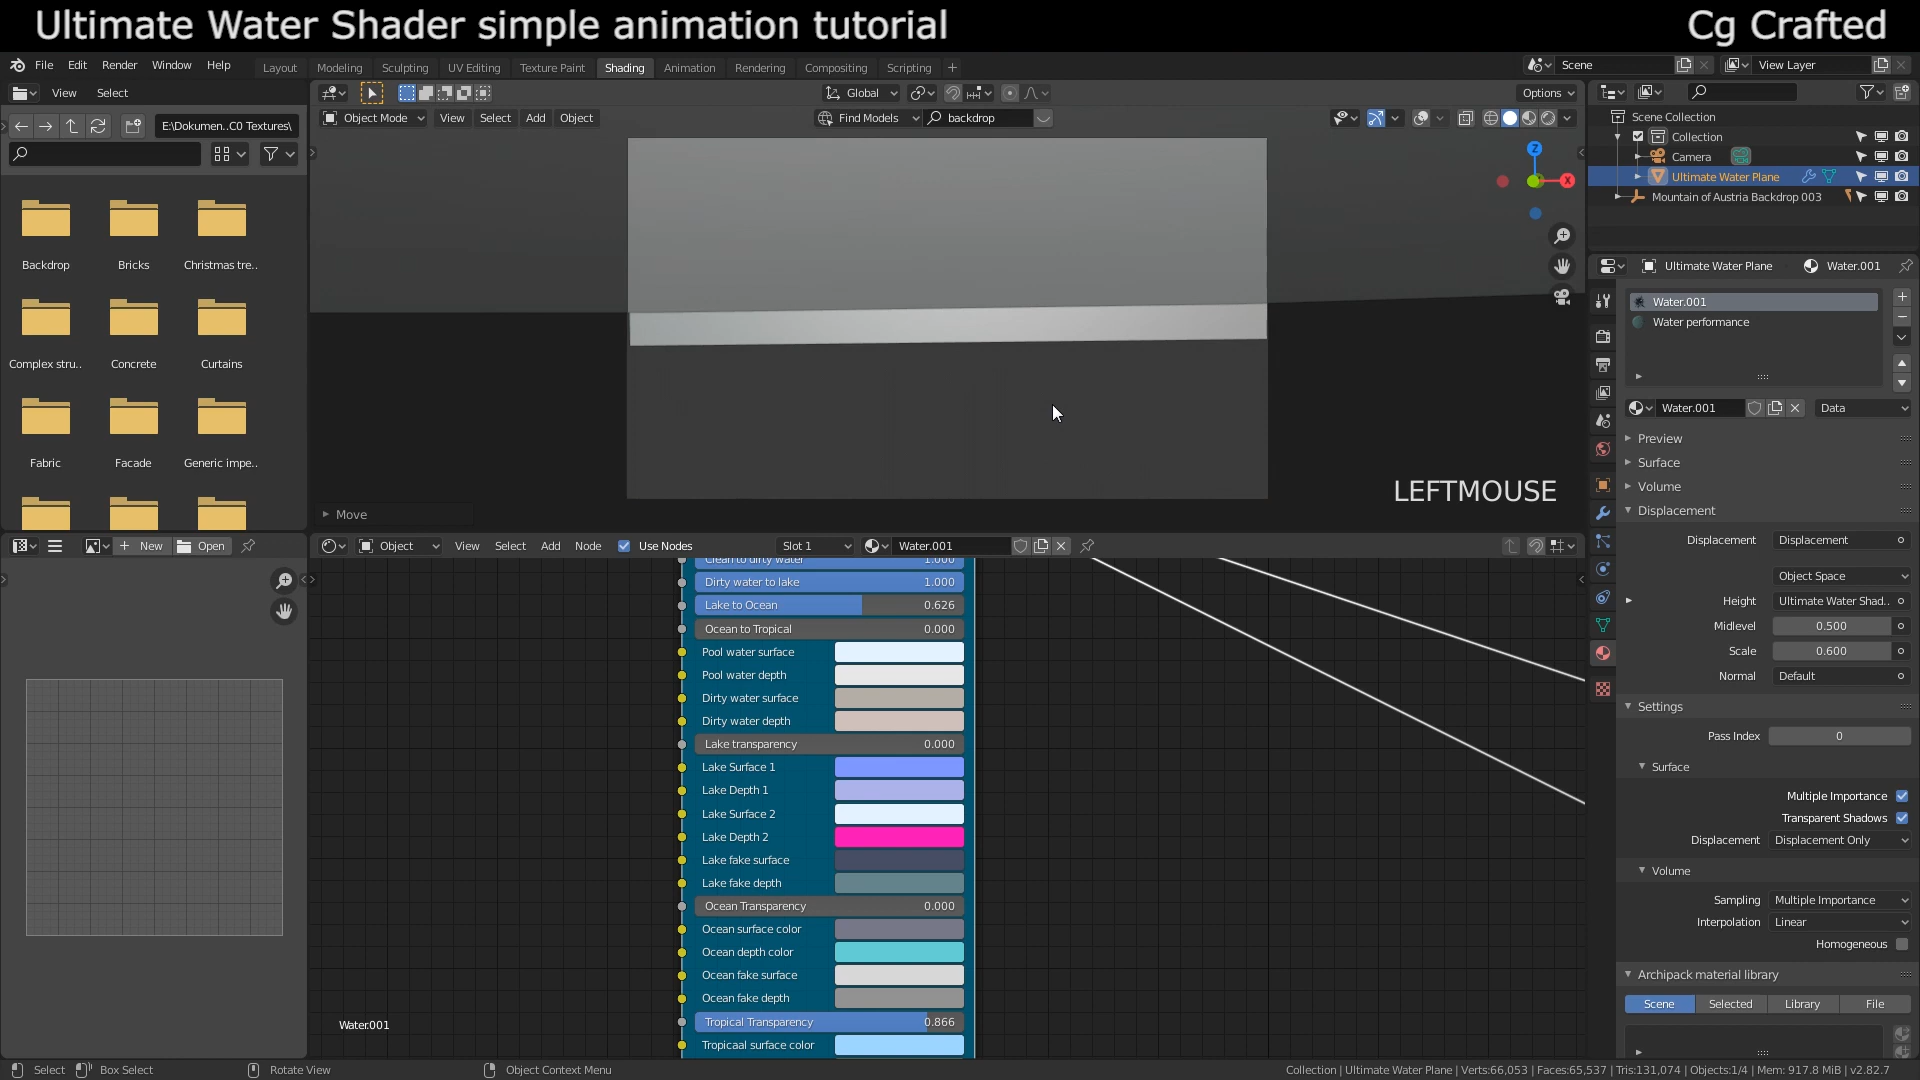 Ultimate Water Shader simple animation tutorial
Cg Crafted
File Edit Render Window Help
Layout Modeling Sculpting UV Editing Texture Paint Shading Animation Rendering Compositing Scripting +
Scene
View Layer
View Select
Global
Options
E:\Dokumen..C0 Textures\
Object Mode View Select Add Object
Find Models
backdrop
Backdrop Bricks Christmas tre..
Complex stru.. Concrete Curtains
Fabric Facade Generic impe..
Z
X
LEFTMOUSE
Move
Scene Collection
Collection
Camera
Ultimate Water Plane
Mountain of Austria Backdrop 003
Ultimate Water Plane Water.001
Water.001
Water performance
Water.001 Data
Preview
Surface
Volume
Displacement
Displacement Displacement
Object Space
Height Ultimate Water Shad..
Midlevel 0.500
Scale 0.600
Normal Default
Settings
Pass Index 0
Surface
Multiple Importance
Transparent Shadows
Displacement Displacement Only
Volume
Sampling Multiple Importance
Interpolation Linear
Homogeneous
Archipack material library
Scene Selected Library File
New Open
Object View Select Add Node Use Nodes Slot 1 Water.001
Clean to dirty water 1.000
Dirty water to lake 1.000
Lake to Ocean 0.626
Ocean to Tropical 0.000
Pool water surface
Pool water depth
Dirty water surface
Dirty water depth
Lake transparency 0.000
Lake Surface 1
Lake Depth 1
Lake Surface 2
Lake Depth 2
Lake fake surface
Lake fake depth
Ocean Transparency 0.000
Ocean surface color
Ocean depth color
Ocean fake surface
Ocean fake depth
Tropical Transparency 0.866
Tropicaal surface color
Water.001
Select Box Select Rotate View Object Context Menu
Collection | Ultimate Water Plane | Verts:66,053 | Faces:65,537 | Tris:131,074 | Objects:1/4 | Mem: 917.8 MiB | v2.82.7